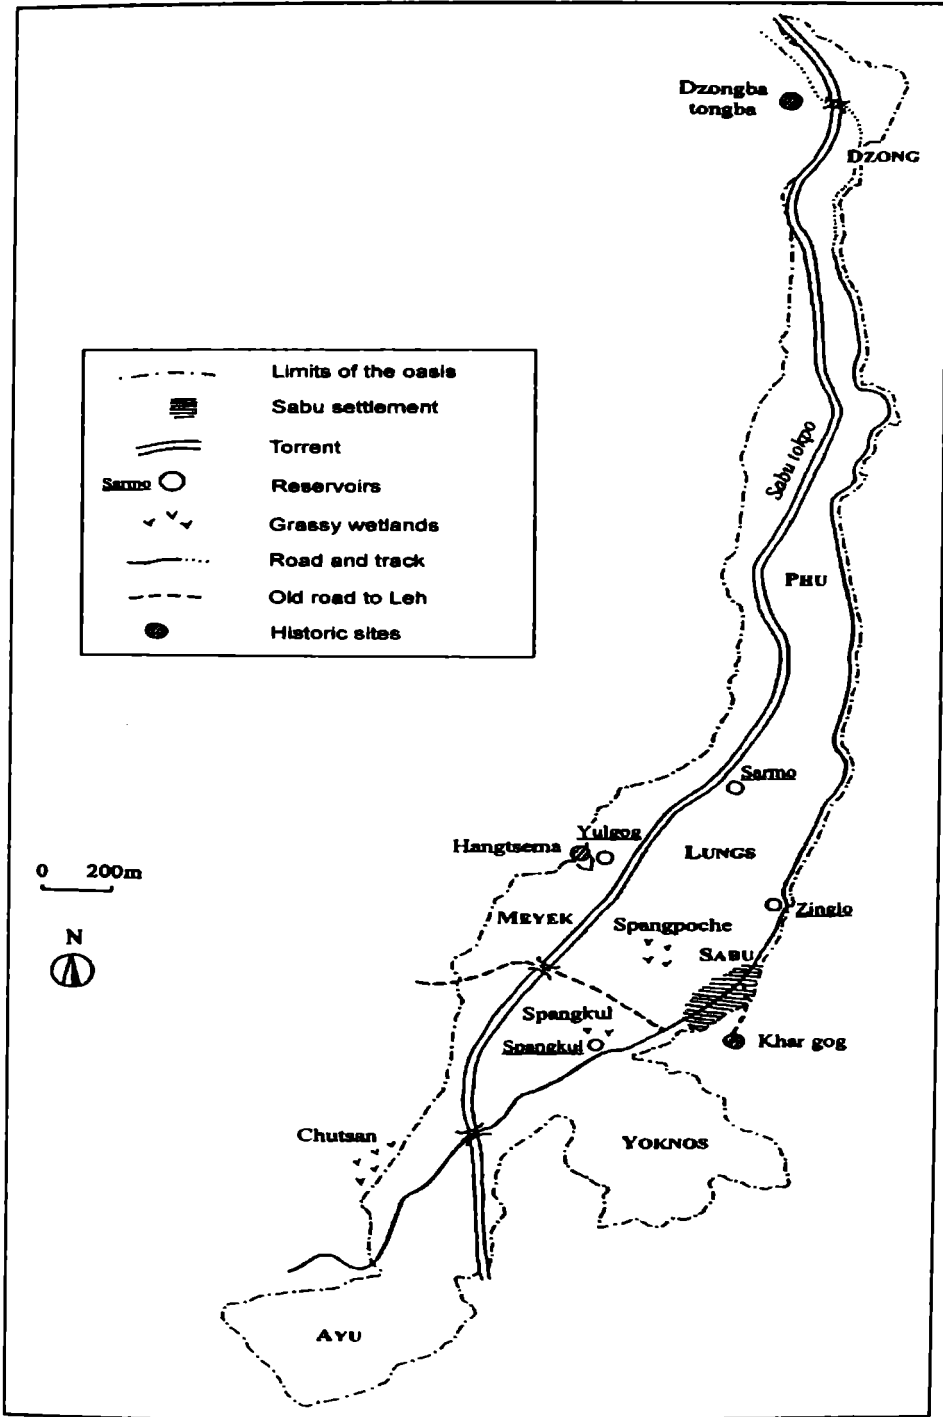 Dzongba
tongba
DZONG
Limits of the oasis
Sabu settlement
Torrent
Sarmo
Reservoirs
Grassy wetlands
Road and track
Old road to Leh
Historic sites
Sabu tokpo
PHU
Sarmo
Yulgog
Hangtsema
LUNGS
0 200m
Zinglo
MEYEK
Spangpoche
N
SABU
Spangkul
Spangkul
Khar gog
Chutsan
YOKNOS
AYU